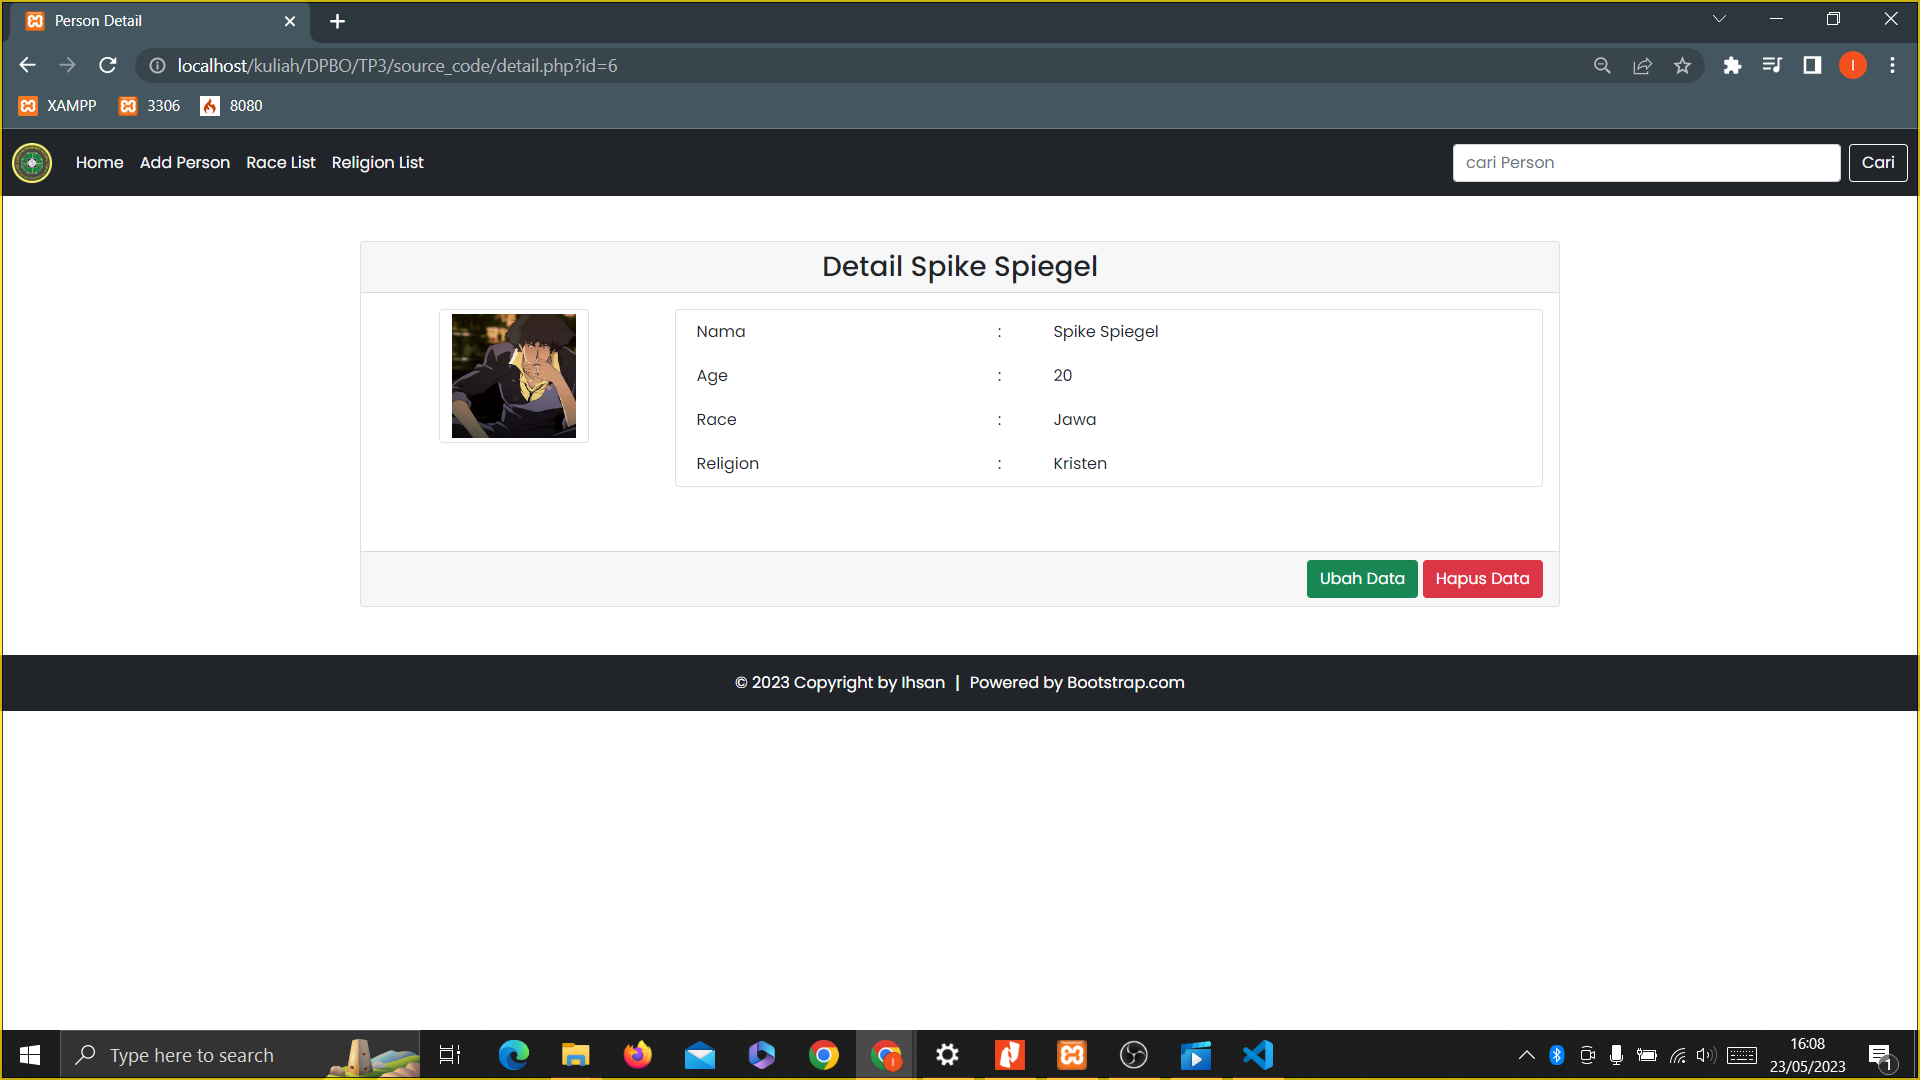 Person Detail
localhost/kuliah/DPBO/TP3/source_code/detail.php?id=6
I
XAMPP 3306 8080
Home Add Person Race List Religion List cari Person Cari
Detail Spike Spiegel
Nama : Spike Spiegel
Age : 20
Race : Jawa
Religion : Kristen
Ubah Data Hapus Data
© 2023 Copyright by Ihsan | Powered by Bootstrap.com
Type here to search
16:08
23/05/2023
1